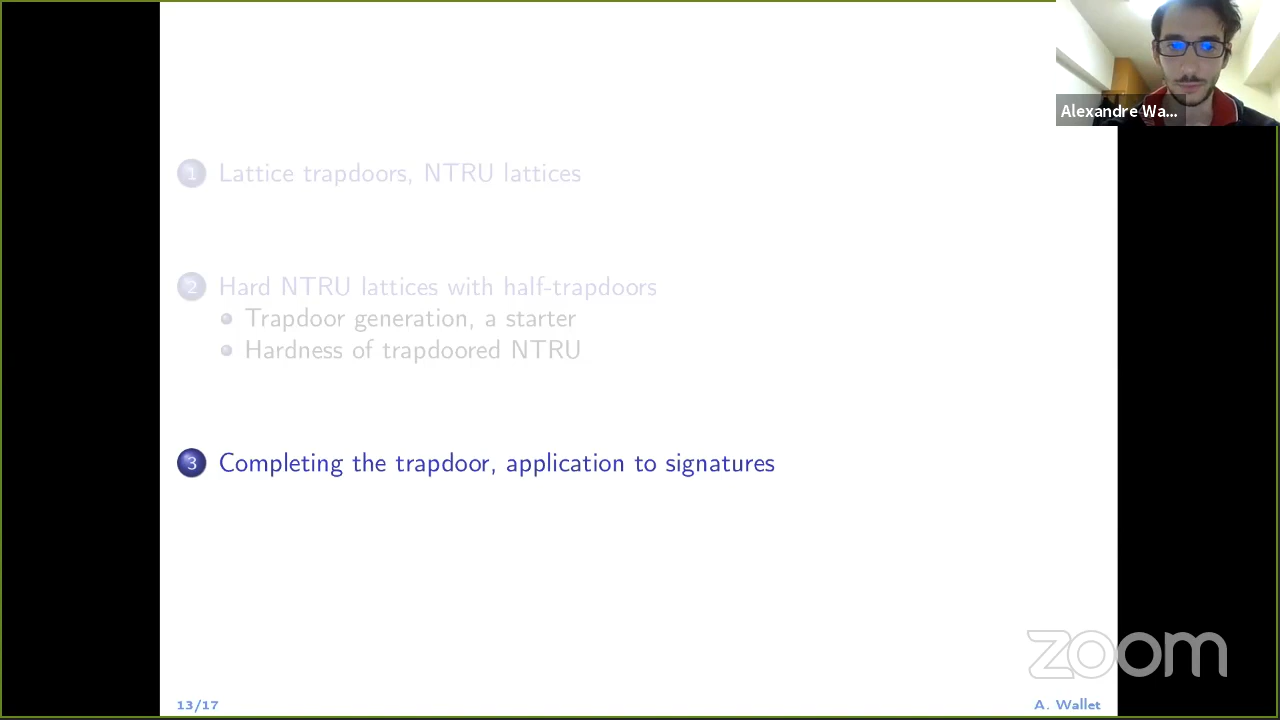 Alexandre Wa...
1 Lattice trapdoors, NTRU lattices
2 Hard NTRU lattices with half-trapdoors
Trapdoor generation, a starter
Hardness of trapdoored NTRU
3 Completing the trapdoor, application to signatures
zoom
13/17
A. Wallet